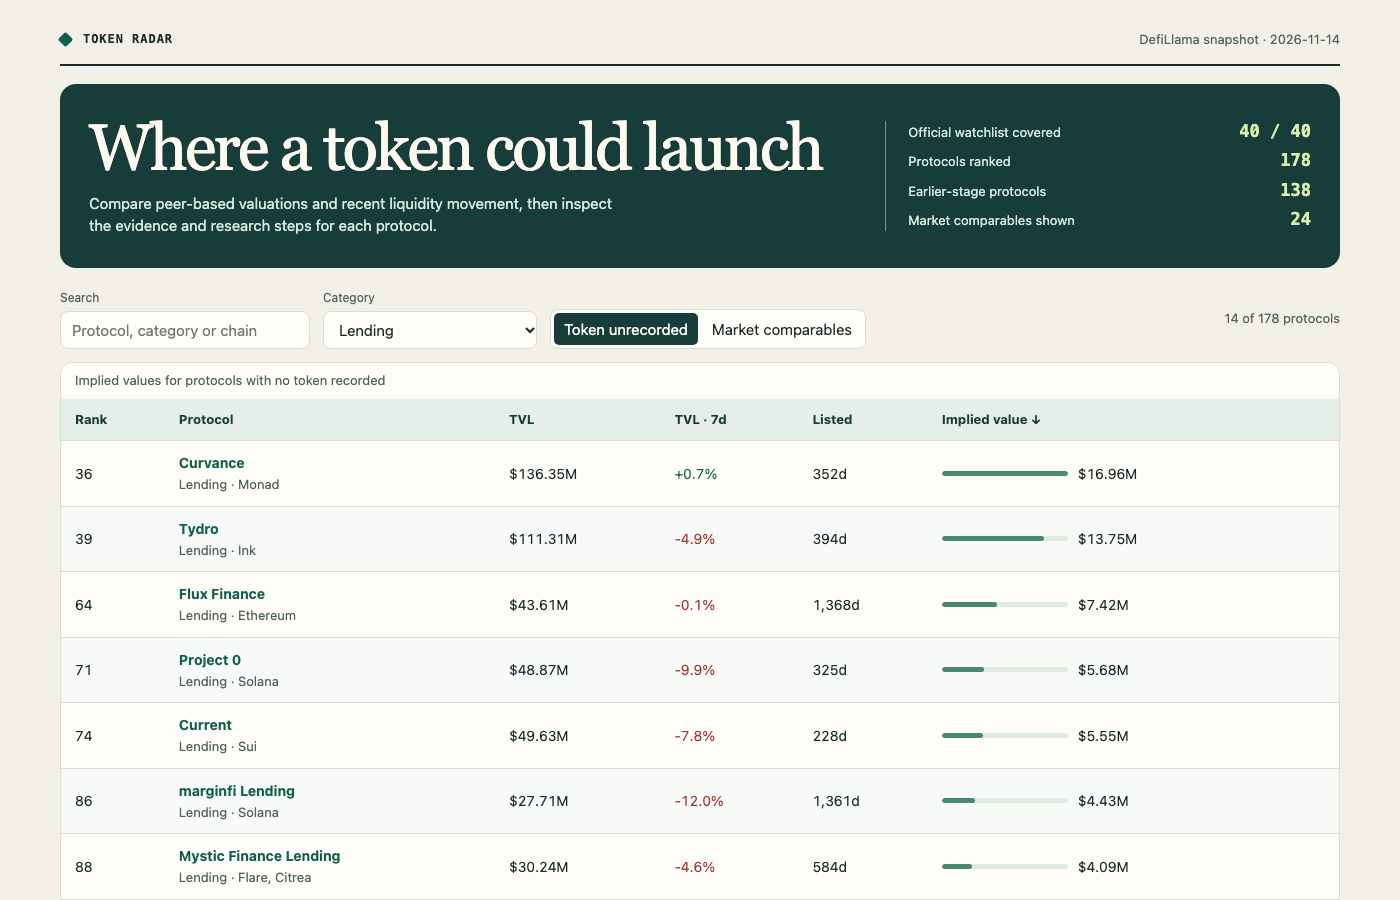 TOKEN RADAR
DefiLlama snapshot · 2026-11-14
Where a token could launch
Compare peer-based valuations and recent liquidity movement, then inspect
the evidence and research steps for each protocol.
Official watchlist covered 40 / 40
Protocols ranked 178
Earlier-stage protocols 138
Market comparables shown 24
Search
Category
Protocol, category or chain
Lending
Token unrecorded
Market comparables
14 of 178 protocols
Implied values for protocols with no token recorded
Rank Protocol TVL TVL · 7d Listed Implied value ↓
36 Curvance $136.35M +0.7% 352d $16.96M
Lending · Monad
39 Tydro $111.31M -4.9% 394d $13.75M
Lending · Ink
64 Flux Finance $43.61M -0.1% 1,368d $7.42M
Lending · Ethereum
71 Project 0 $48.87M -9.9% 325d $5.68M
Lending · Solana
74 Current $49.63M -7.8% 228d $5.55M
Lending · Sui
86 marginfi Lending $27.71M -12.0% 1,361d $4.43M
Lending · Solana
88 Mystic Finance Lending $30.24M -4.6% 584d $4.09M
Lending · Flare, Citrea